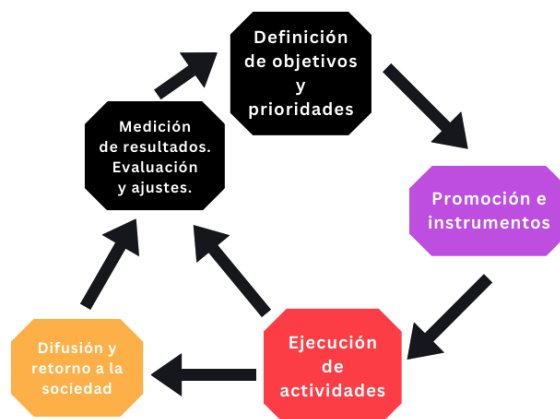 Definición
de objetivos
y
prioridades
Medición
de resultados.
Evaluación
y ajustes.
Promoción e
instrumentos
Ejecución
de
actividades
Difusión y
retorno a la
sociedad